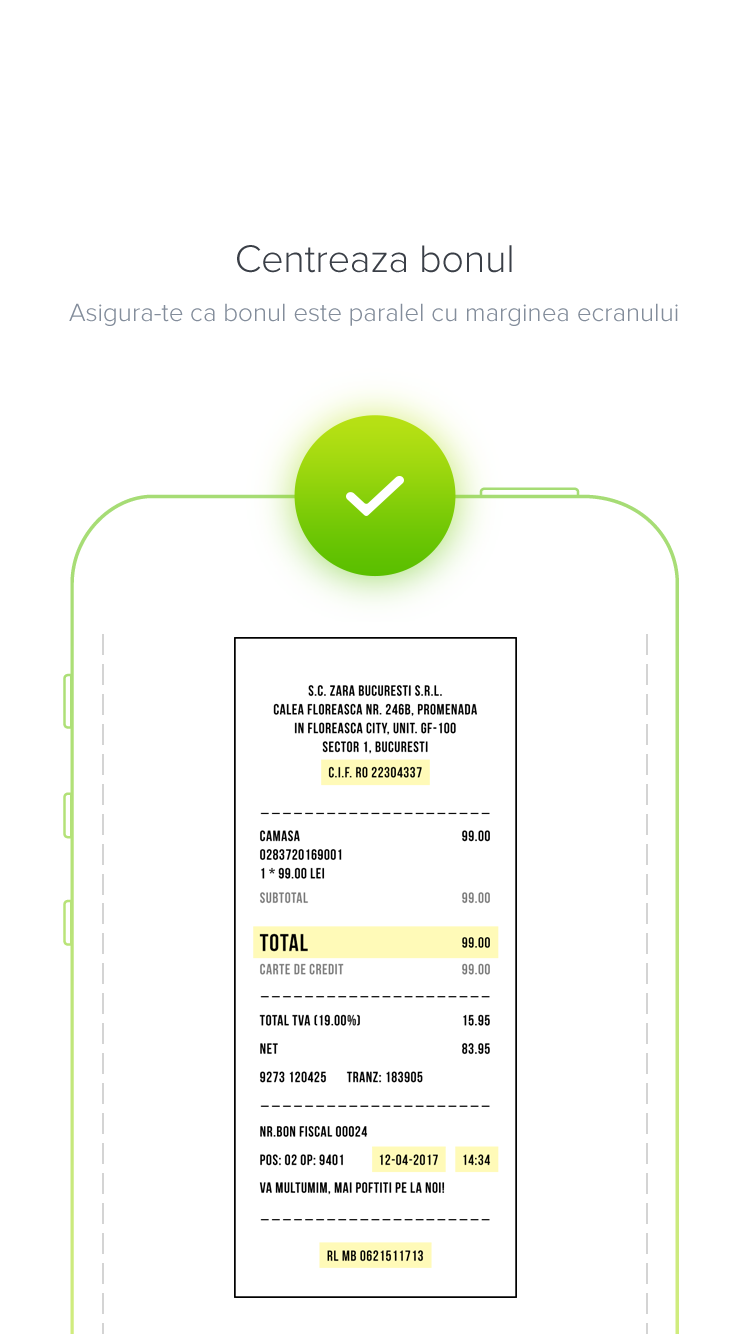 Centreaza bonul
Asigura-te ca bonul este paralel cu marginea ecranului
S.C. ZARA BUCURESTI S.R.L.
CALEA FLOREASCA NR. 246B, PROMENADA
IN FLOREASCA CITY, UNIT. GF-100
SECTOR 1, BUCURESTI
C.I.F. RO 22304337
CAMASA 99.00
0283720169001
1 * 99.00 LEI
SUBTOTAL 99.00
TOTAL 99.00
CARTE DE CREDIT 99.00
TOTAL TVA (19.00%) 15.95
NET 83.95
9273 120425 TRANZ: 183905
NR.BON FISCAL 00024
POS: 02 OP: 9401 12-04-2017 14:34
VA MULTUMIM, MAI POFTITI PE LA NOI!
RL MB 0621511713